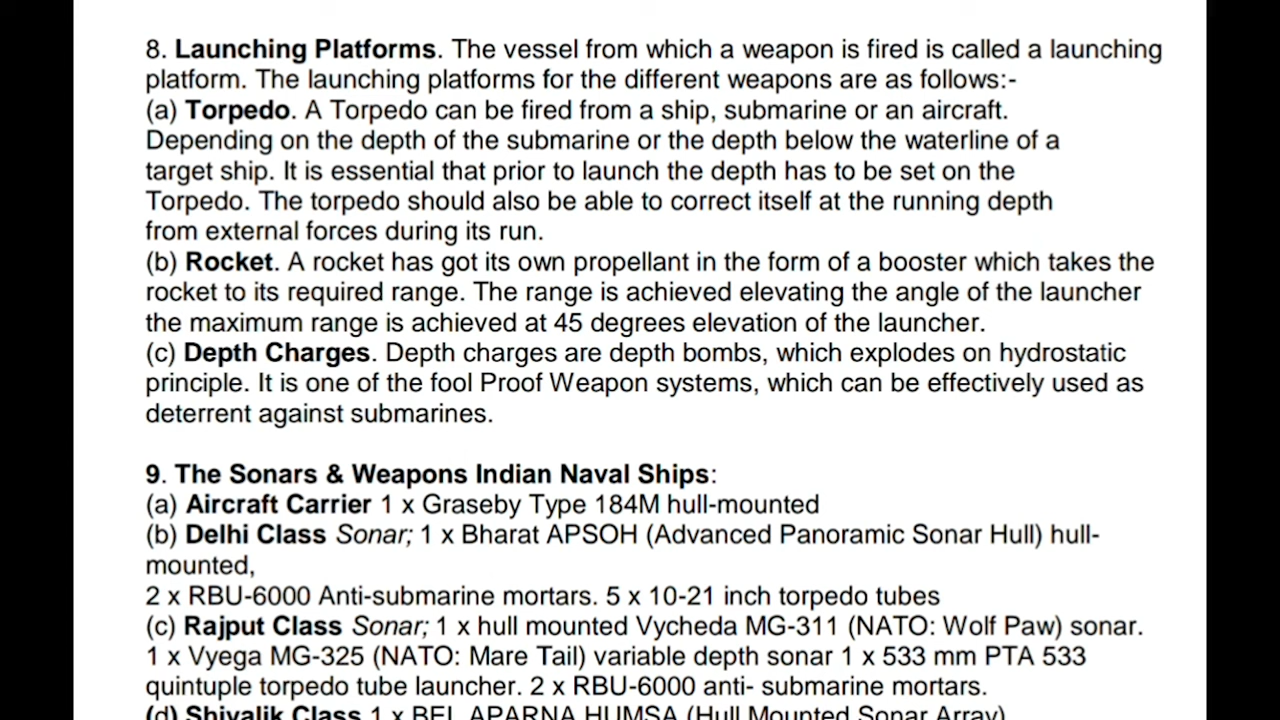 8. Launching Platforms. The vessel from which a weapon is fired is called a launching
platform. The launching platforms for the different weapons are as follows:-
(a) Torpedo. A Torpedo can be fired from a ship, submarine or an aircraft.
Depending on the depth of the submarine or the depth below the waterline of a
target ship. It is essential that prior to launch the depth has to be set on the
Torpedo. The torpedo should also be able to correct itself at the running depth
from external forces during its run.
(b) Rocket. A rocket has got its own propellant in the form of a booster which takes the
rocket to its required range. The range is achieved elevating the angle of the launcher
the maximum range is achieved at 45 degrees elevation of the launcher.
(c) Depth Charges. Depth charges are depth bombs, which explodes on hydrostatic
principle. It is one of the fool Proof Weapon systems, which can be effectively used as
deterrent against submarines.
9. The Sonars & Weapons Indian Naval Ships:
(a) Aircraft Carrier 1 x Graseby Type 184M hull-mounted
(b) Delhi Class Sonar; 1 x Bharat APSOH (Advanced Panoramic Sonar Hull) hull-
mounted,
2 x RBU-6000 Anti-submarine mortars. 5 x 10-21 inch torpedo tubes
(c) Rajput Class Sonar; 1 x hull mounted Vycheda MG-311 (NATO: Wolf Paw) sonar.
1 x Vyega MG-325 (NATO: Mare Tail) variable depth sonar 1 x 533 mm PTA 533
quintuple torpedo tube launcher. 2 x RBU-6000 anti- submarine mortars.
(d) Shivalik Class 1 x BEL APARNA HUMSA (Hull Mounted Sonar Array)